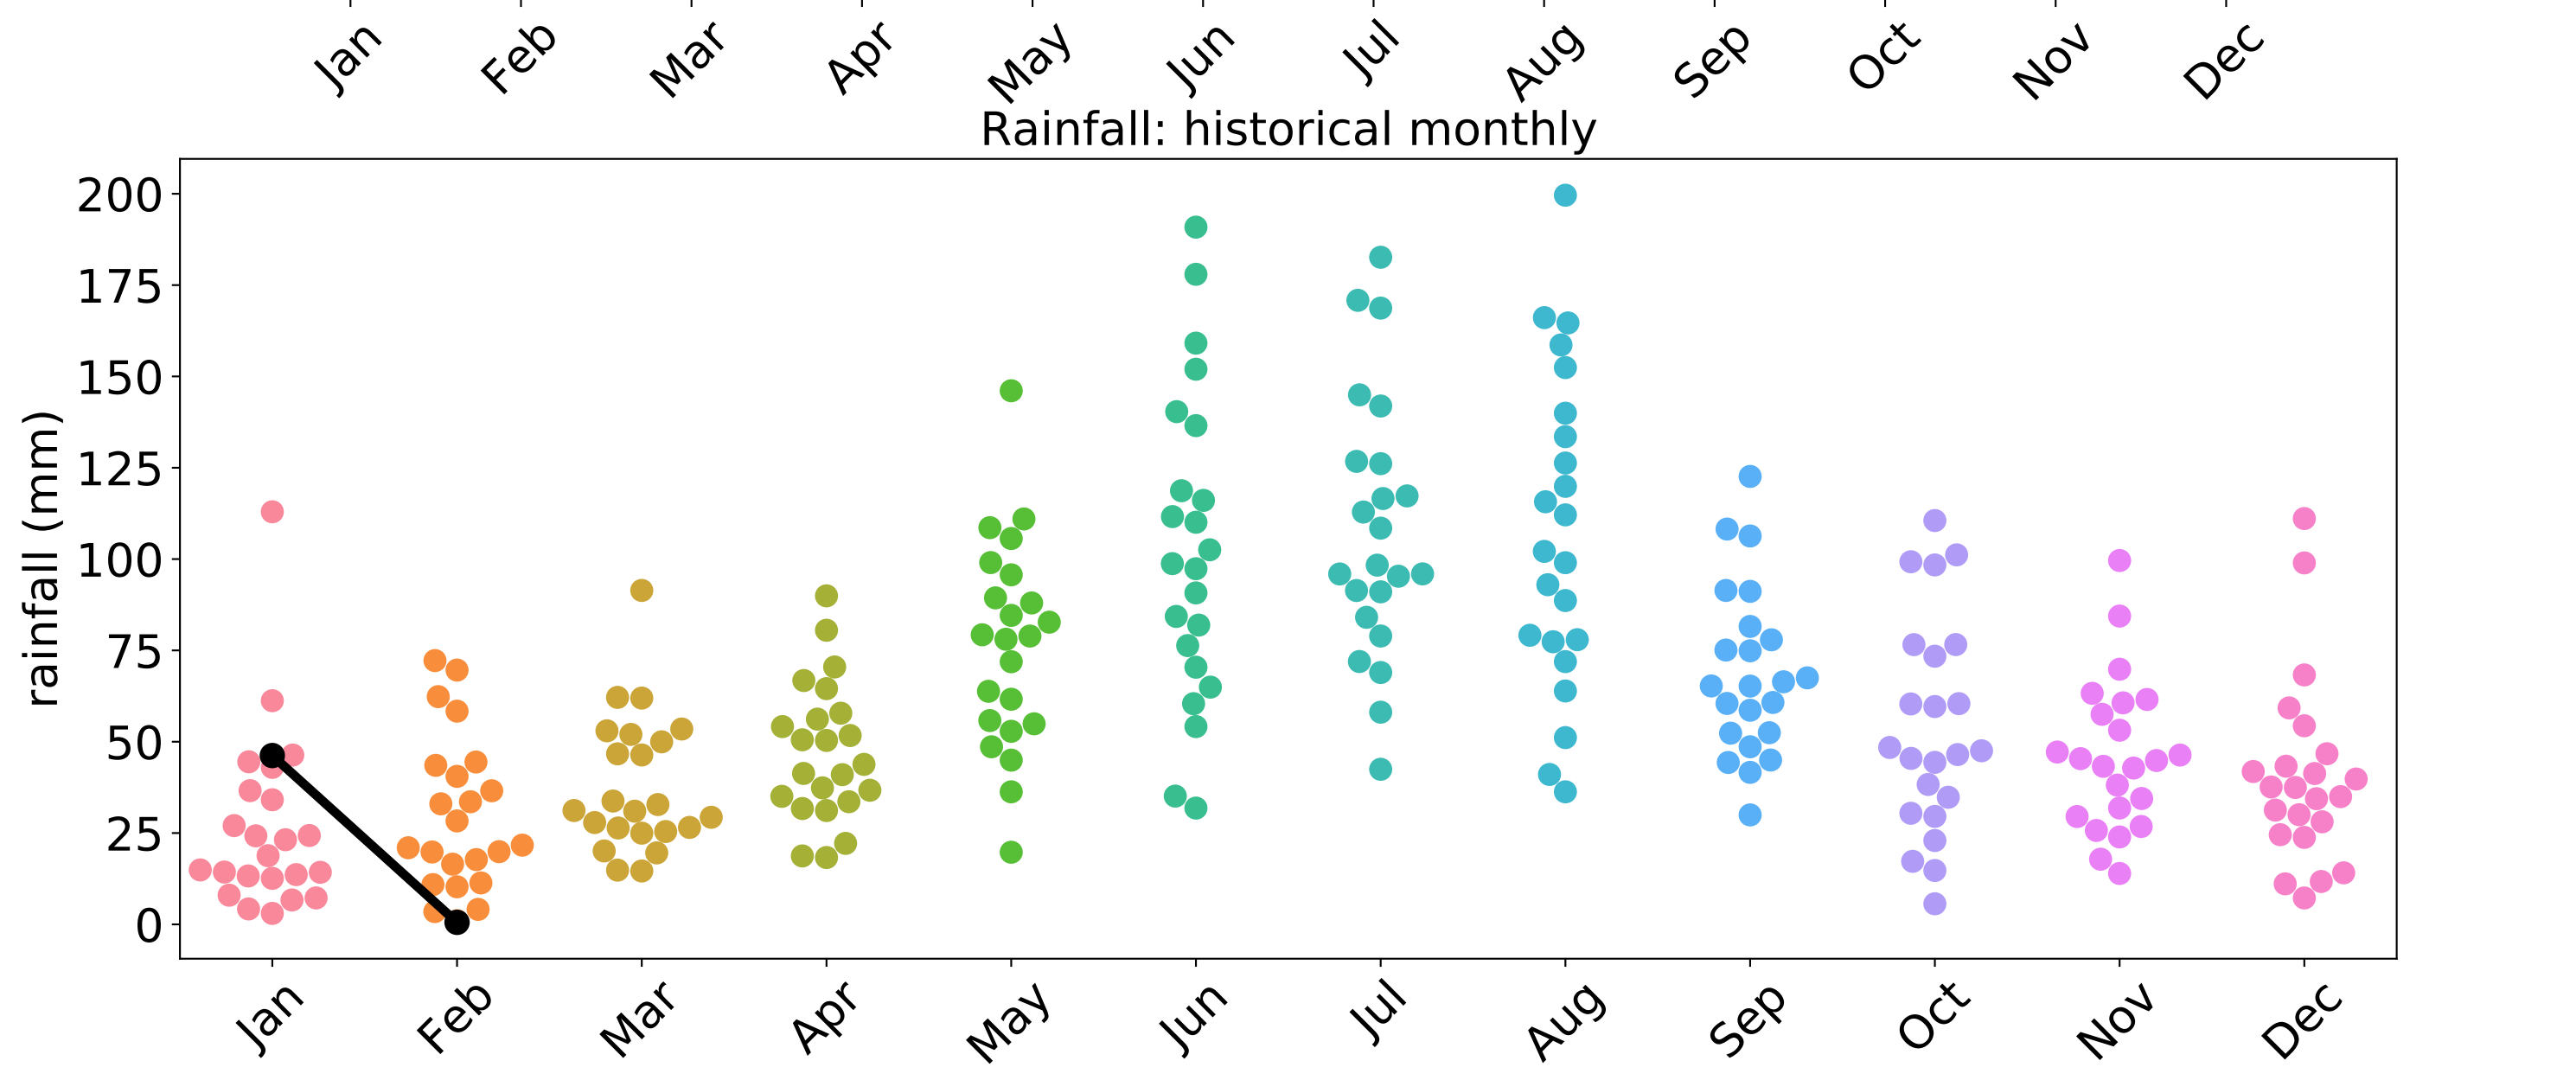 Jan Feb Mar Apr May Jun Jul Aug Sep Oct Nov Dec
Rainfall: historical monthly
200
175
150
125
100
75
50
25
0
rainfall (mm)
Jan Feb Mar Apr May Jun Jul Aug Sep Oct Nov Dec